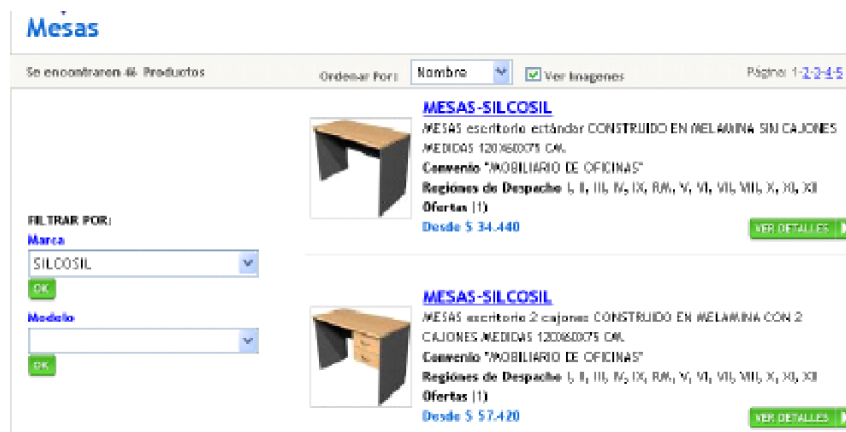 Mesas
Se encontraron 46 Productos
Ordenar Por:
Nombre
Ver Imagenes
Página: 1-2-3-4-5
MESAS-SILCOSIL
MESAS escritorio estándar CONSTRUIDO EN MELAMINA SIN CAJONES
MEDIDAS 120X60X75 CM.
Convenio "MOBILIARIO DE OFICINAS"
Regiónes de Despacho I, II, III, IV, IX, RM, V, VI, VII, VIII, X, XI, XII
Ofertas (1)
Desde $ 34.440
VER DETALLES
FILTRAR POR:
Marca
SILCOSIL
OK
Modelo
OK
MESAS-SILCOSIL
MESAS escritorio 2 cajones CONSTRUIDO EN MELAMINA CON 2
CAJONES MEDIDAS 120X60X75 CM.
Convenio "MOBILIARIO DE OFICINAS"
Regiónes de Despacho I, II, III, IV, IX, RM, V, VI, VII, VIII, X, XI, XII
Ofertas (1)
Desde $ 57.420
VER DETALLES